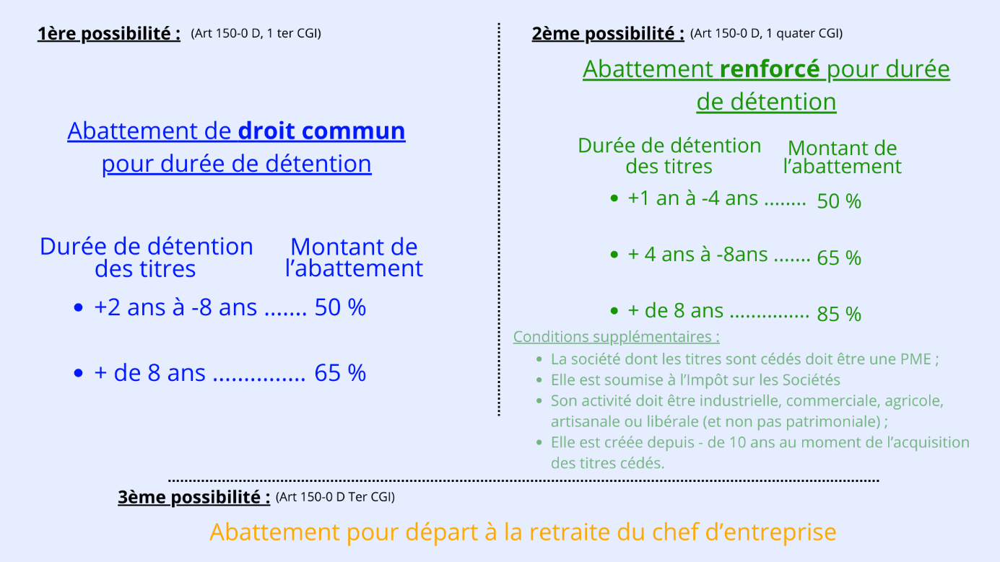 1ère possibilité : (Art 150-0 D, 1 ter CGI)
Abattement de droit commun
pour durée de détention
Durée de détention
des titres
Montant de
l’abattement
• +2 ans à -8 ans ....... 50 %
• + de 8 ans ............... 65 %
2ème possibilité : (Art 150-0 D, 1 quater CGI)
Abattement renforcé pour durée
de détention
Durée de détention
des titres
Montant de
l’abattement
• +1 an à -4 ans ........ 50 %
• + 4 ans à -8ans ....... 65 %
• + de 8 ans ............... 85 %
Conditions supplémentaires :
• La société dont les titres sont cédés doit être une PME ;
• Elle est soumise à l’Impôt sur les Sociétés
• Son activité doit être industrielle, commerciale, agricole,
artisanale ou libérale (et non pas patrimoniale) ;
• Elle est créée depuis - de 10 ans au moment de l’acquisition
des titres cédés.
3ème possibilité : (Art 150-0 D Ter CGI)
Abattement pour départ à la retraite du chef d’entreprise